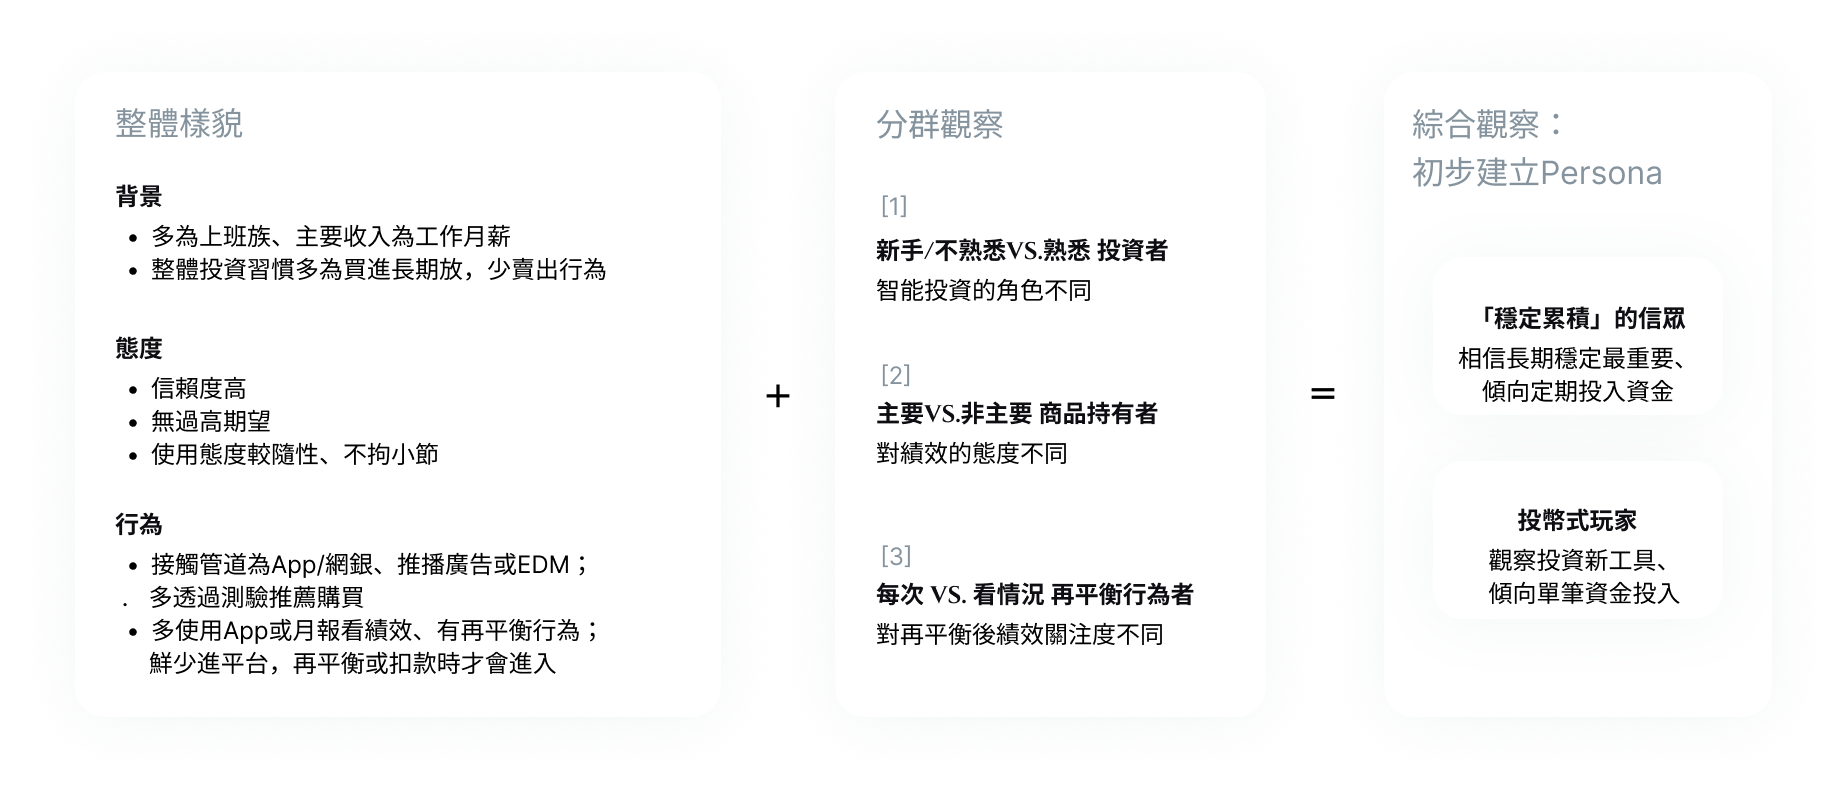 整體樣貌
背景
• 多為上班族、主要收入為工作月薪
• 整體投資習慣多為買進長期放，少賣出行為
態度
• 信賴度高
• 無過高期望
• 使用態度較隨性、不拘小節
行為
• 接觸管道為App/網銀、推播廣告或EDM；
. 多透過測驗推薦購買
• 多使用App或月報看績效、有再平衡行為；
鮮少進平台，再平衡或扣款時才會進入
+
分群觀察
[1]
新手/不熟悉VS.熟悉 投資者
智能投資的角色不同
[2]
主要VS.非主要 商品持有者
對績效的態度不同
[3]
每次 VS. 看情況 再平衡行為者
對再平衡後績效關注度不同
=
綜合觀察：
初步建立Persona
「穩定累積」的信眾
相信長期穩定最重要、
傾向定期投入資金
投幣式玩家
觀察投資新工具、
傾向單筆資金投入